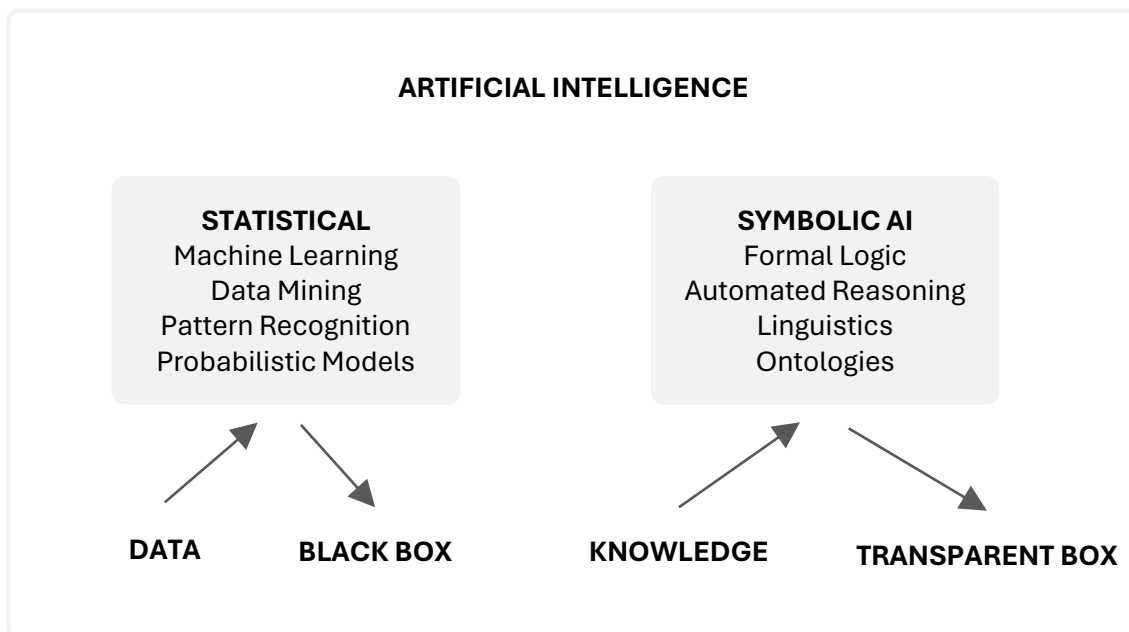 ARTIFICIAL INTELLIGENCE
STATISTICAL
Machine Learning
Data Mining
Pattern Recognition
Probabilistic Models
SYMBOLIC AI
Formal Logic
Automated Reasoning
Linguistics
Ontologies
DATA
BLACK BOX
KNOWLEDGE
TRANSPARENT BOX